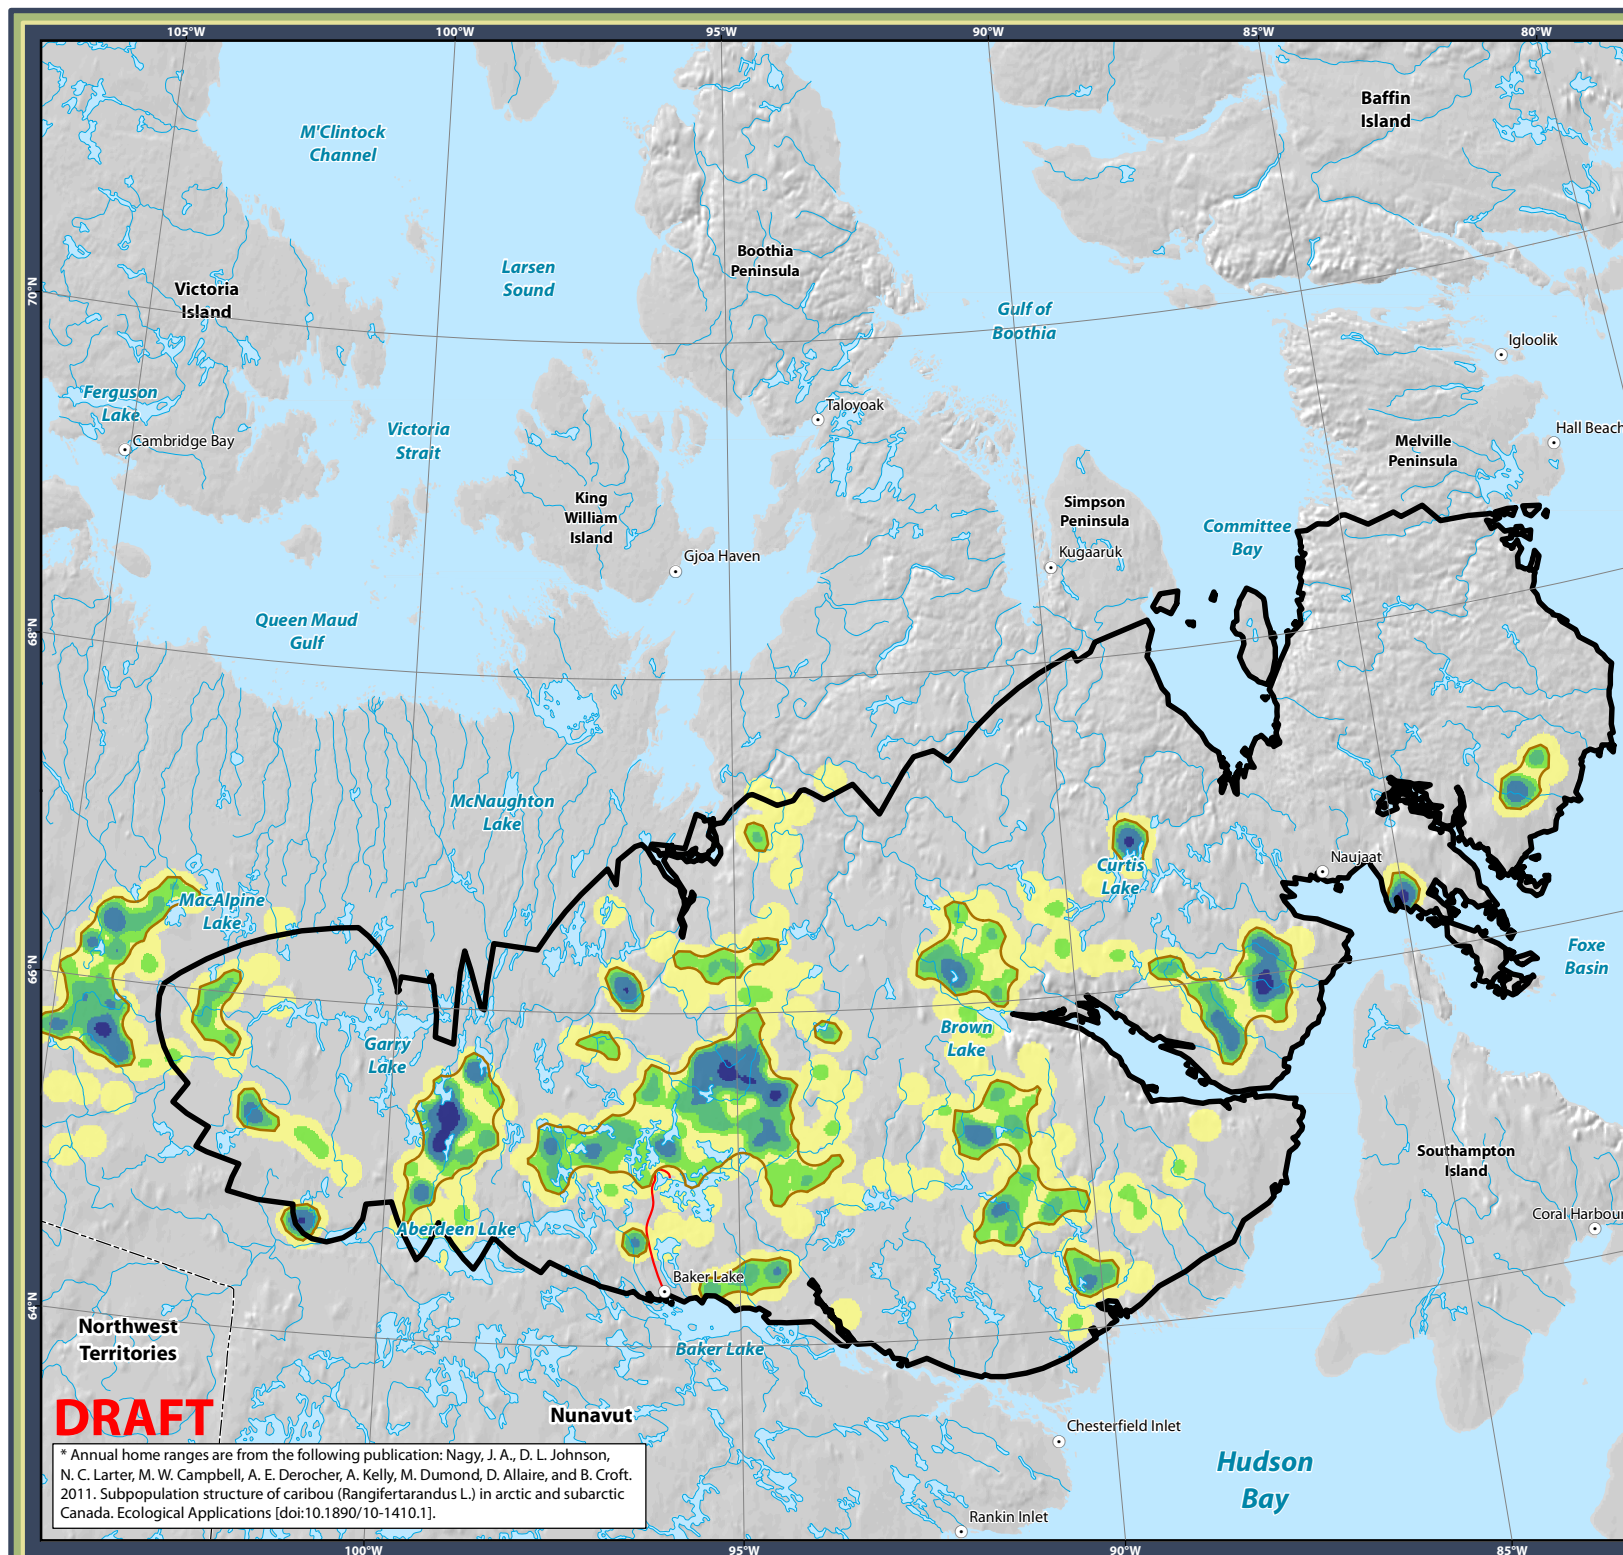 105°W
100°W
95°W
90°W
85°W
80°W
Baffin
Island
M'Clintock
Channel
Boothia
Peninsula
Larsen
Sound
Victoria
Island
70°N
Gulf of
Boothia
Igloolik
Ferguson
Lake
Taloyoak
Cambridge Bay
Victoria
Strait
Hall Beach
Melville
Peninsula
King
William
Island
Simpson
Peninsula
Committee
Bay
Gjoa Haven
Kugaaruk
Queen Maud
Gulf
68°N
McNaughton
Lake
Curtis
Lake
Naujaat
MacAlpine
Lake
Foxe
Basin
66°N
Garry
Lake
Brown
Lake
Southampton
Island
Aberdeen Lake
Coral Harbour
Baker Lake
64°N
Northwest
Territories
Baker Lake
DRAFT
Nunavut
Chesterfield Inlet
* Annual home ranges are from the following publication: Nagy, J. A., D. L. Johnson,
N. C. Larter, M. W. Campbell, A. E. Derocher, A. Kelly, M. Dumond, D. Allaire, and B. Croft.
2011. Subpopulation structure of caribou (Rangifertarandus L.) in arctic and subarctic
Canada. Ecological Applications [doi:10.1890/10-1410.1].
Hudson
Bay
Rankin Inlet
100°W
95°W
90°W
85°W